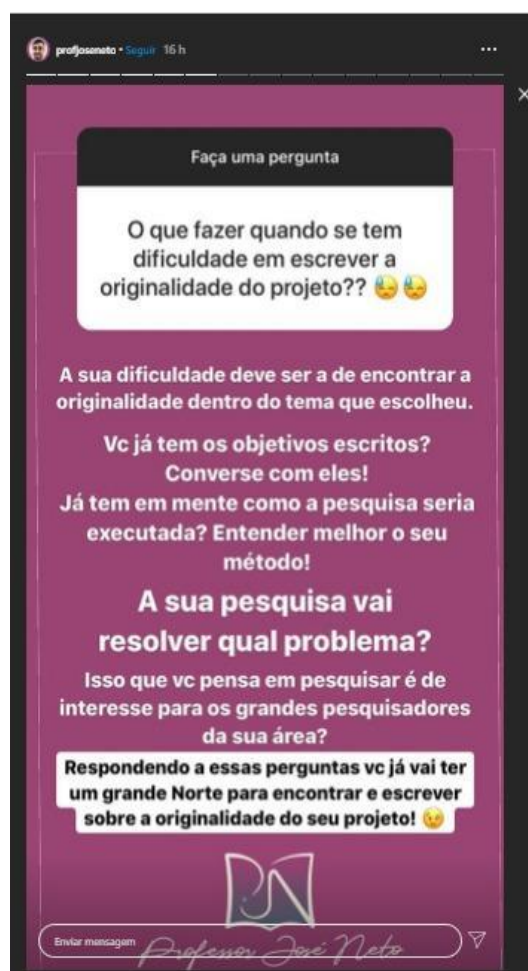 profjoseneto • Seguir 16 h
Faça uma pergunta
O que fazer quando se tem
dificuldade em escrever a
originalidade do projeto?? 😓😓
A sua dificuldade deve ser a de encontrar a
originalidade dentro do tema que escolheu.
Vc já tem os objetivos escritos?
Converse com eles!
Já tem em mente como a pesquisa seria
executada? Entender melhor o seu
método!
A sua pesquisa vai
resolver qual problema?
Isso que vc pensa em pesquisar é de
interesse para os grandes pesquisadores
da sua área?
Respondendo a essas perguntas vc já vai ter
um grande Norte para encontrar e escrever
sobre a originalidade do seu projeto! 😉
PN
Enviar mensagem
Professor José Neto